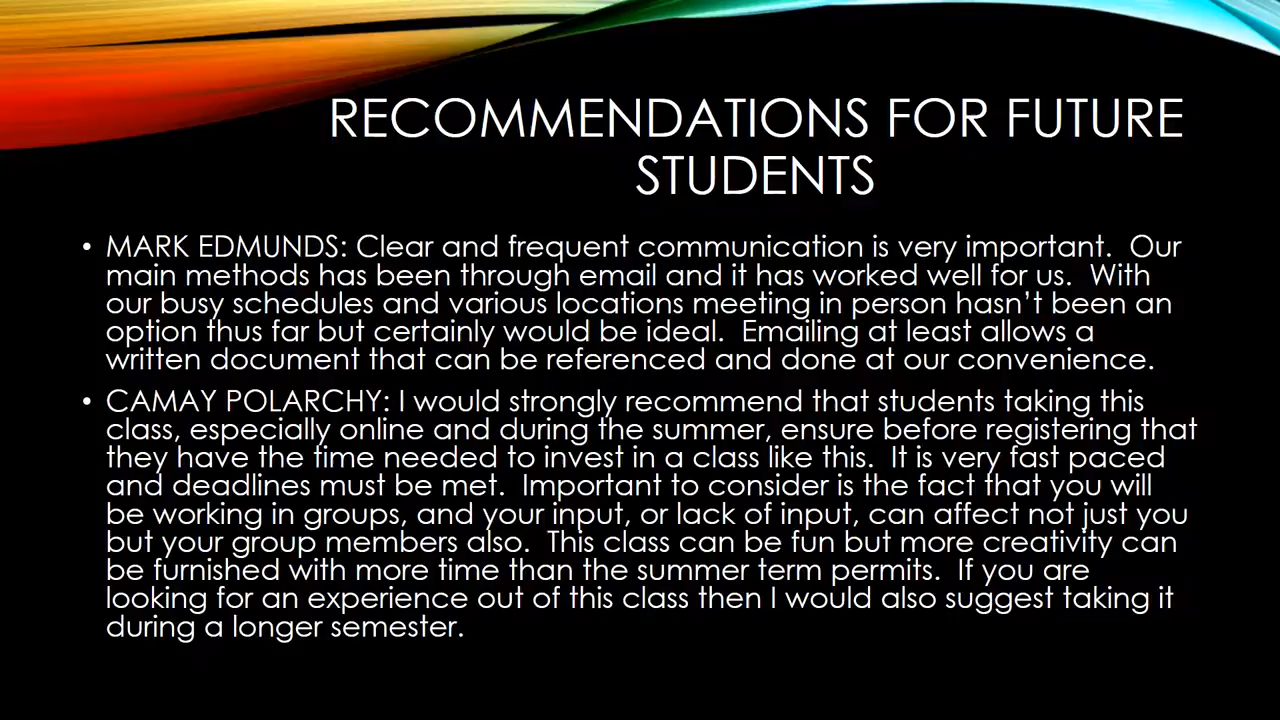 RECOMMENDATIONS FOR FUTURE
STUDENTS
• MARK EDMUNDS: Clear and frequent communication is very important.  Our
main methods has been through email and it has worked well for us.  With
our busy schedules and various locations meeting in person hasn’t been an
option thus far but certainly would be ideal.  Emailing at least allows a
written document that can be referenced and done at our convenience.
• CAMAY POLARCHY: I would strongly recommend that students taking this
class, especially online and during the summer, ensure before registering that
they have the time needed to invest in a class like this.  It is very fast paced
and deadlines must be met.  Important to consider is the fact that you will
be working in groups, and your input, or lack of input, can affect not just you
but your group members also.  This class can be fun but more creativity can
be furnished with more time than the summer term permits.  If you are
looking for an experience out of this class then I would also suggest taking it
during a longer semester.